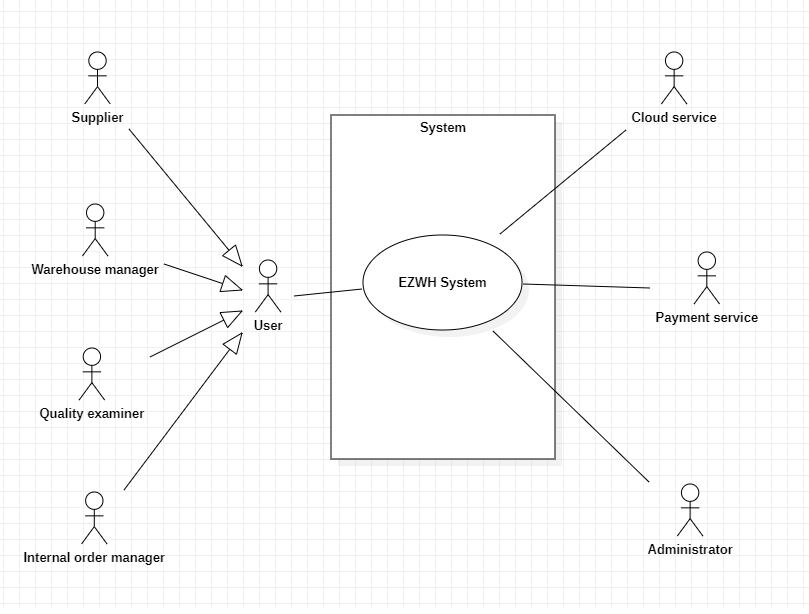 Supplier
Cloud service
System
Warehouse manager
EZWH System
User
Payment service
Quality examiner
Internal order manager
Administrator